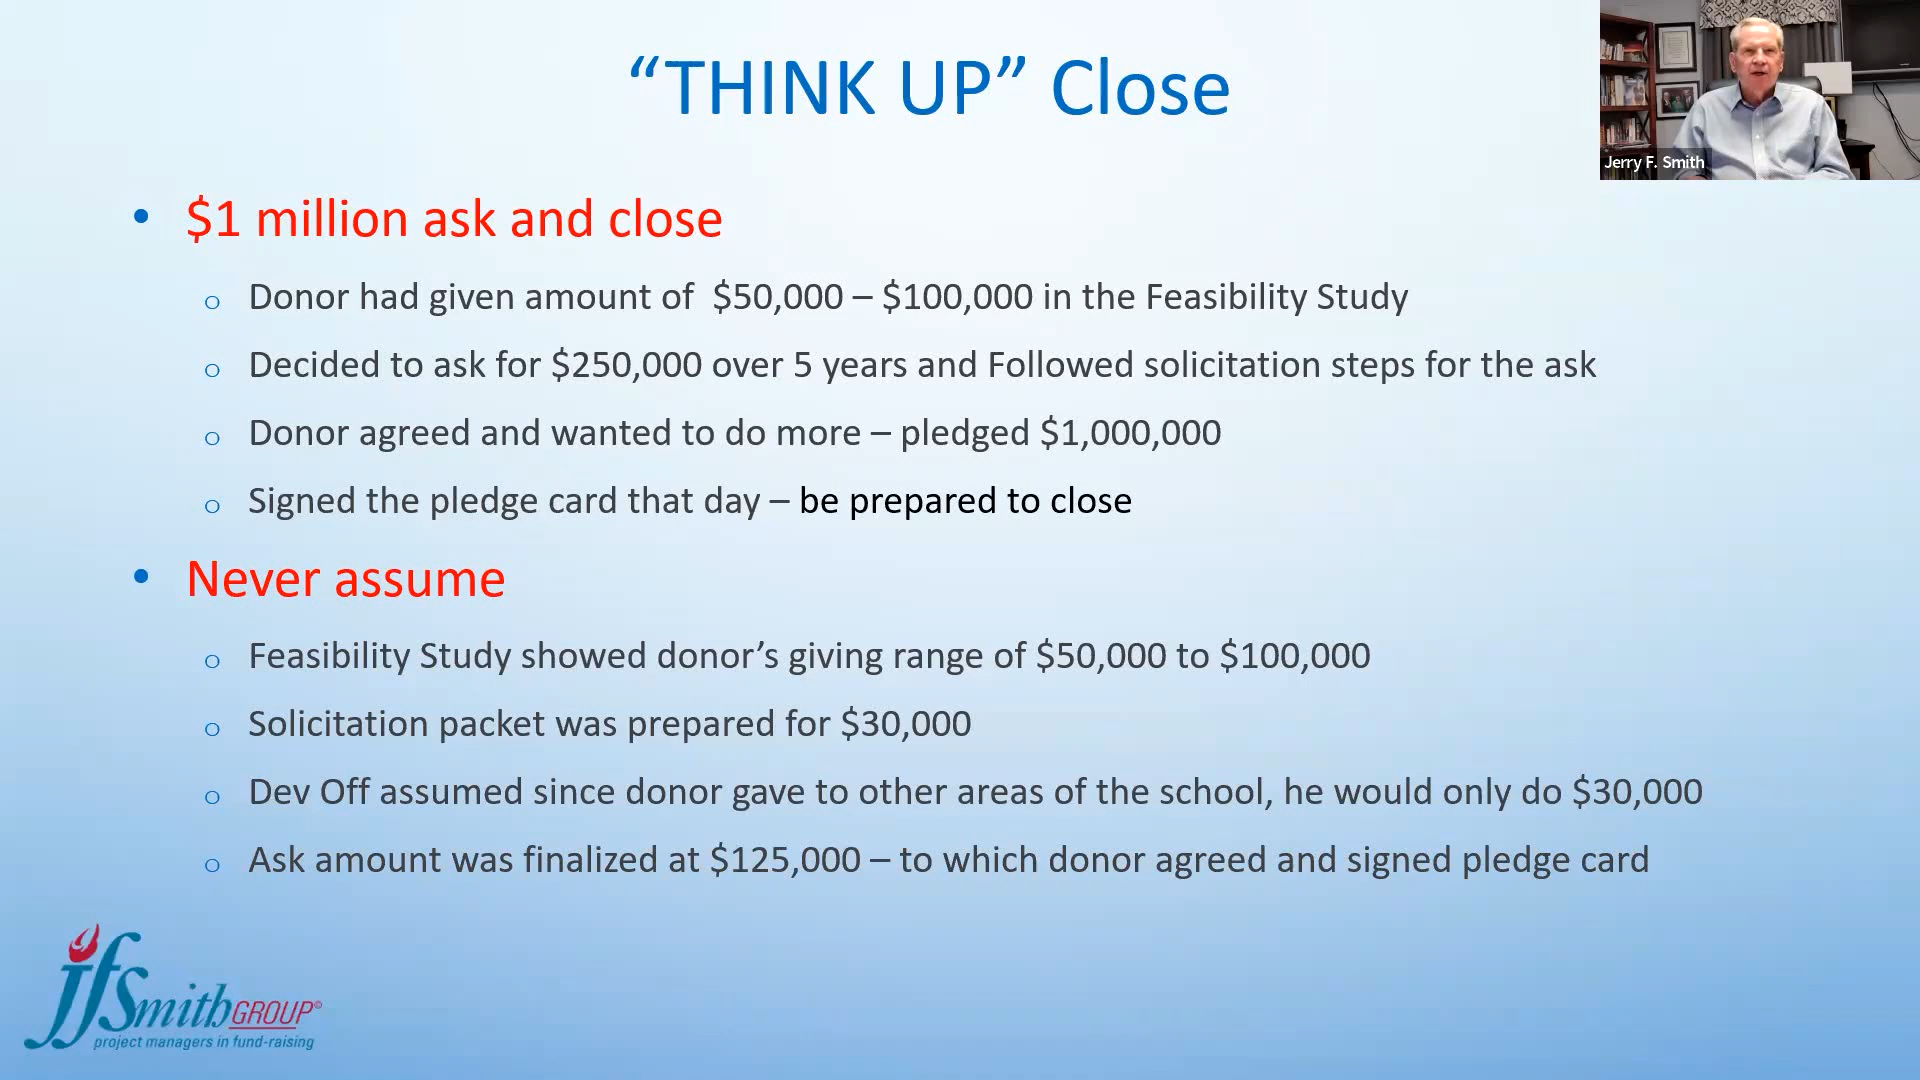 “THINK UP” Close
Jerry F. Smith
• $1 million ask and close
o Donor had given amount of $50,000 – $100,000 in the Feasibility Study
o Decided to ask for $250,000 over 5 years and Followed solicitation steps for the ask
o Donor agreed and wanted to do more – pledged $1,000,000
o Signed the pledge card that day – be prepared to close
• Never assume
o Feasibility Study showed donor’s giving range of $50,000 to $100,000
o Solicitation packet was prepared for $30,000
o Dev Off assumed since donor gave to other areas of the school, he would only do $30,000
o Ask amount was finalized at $125,000 – to which donor agreed and signed pledge card
jfSmith GROUP©
project managers in fund-raising